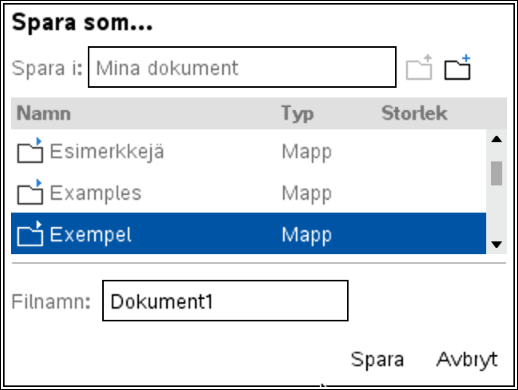 Spara som...
Spara i: Mina dokument
Namn Typ Storlek
Esimerkkejä Mapp
Examples Mapp
Exempel Mapp
Filnamn: Dokument1
Spara Avbryt